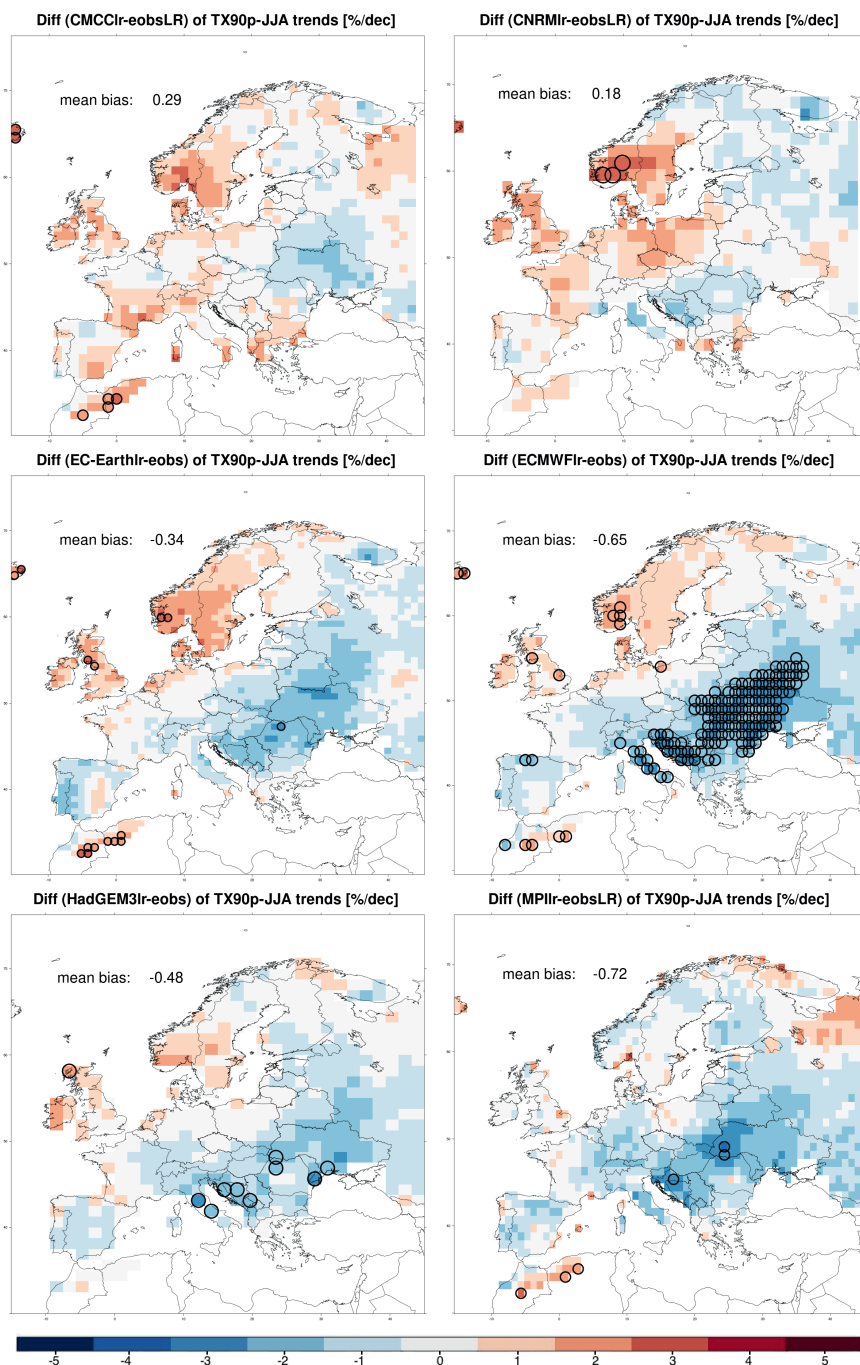 Diff (CMCClr-eobsLR) of TX90p-JJA trends [%/dec]
mean bias: 0.29
Diff (CNRMlr-eobsLR) of TX90p-JJA trends [%/dec]
mean bias: 0.18
Diff (EC-Earthlr-eobs) of TX90p-JJA trends [%/dec]
mean bias: -0.34
Diff (ECMWFlr-eobs) of TX90p-JJA trends [%/dec]
mean bias: -0.65
Diff (HadGEM3lr-eobs) of TX90p-JJA trends [%/dec]
mean bias: -0.48
Diff (MPIlr-eobsLR) of TX90p-JJA trends [%/dec]
mean bias: -0.72
-5 -4 -3 -2 -1 0 1 2 3 4 5